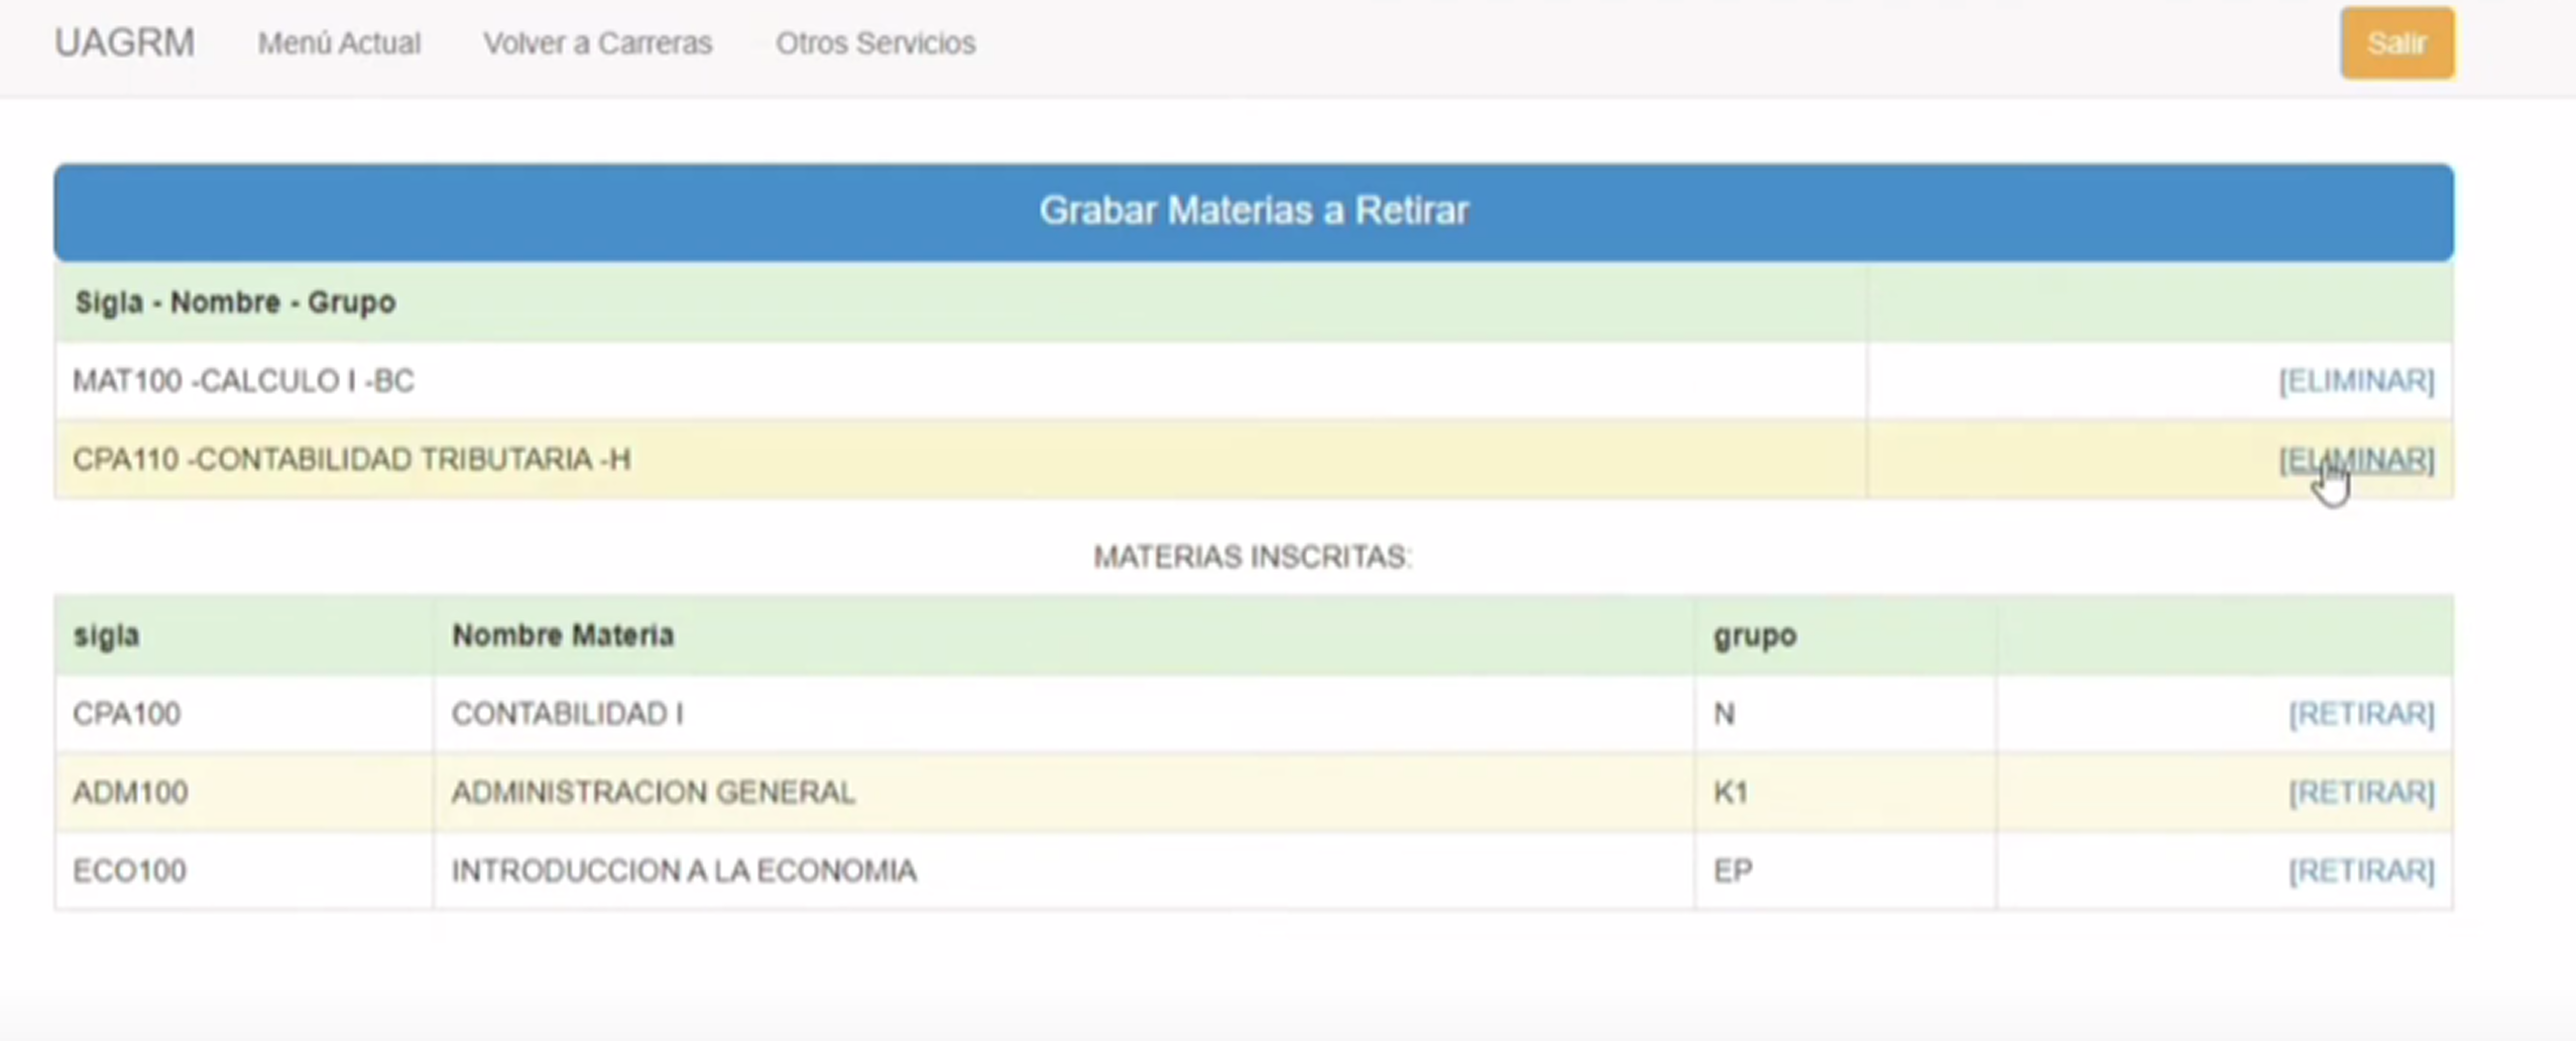 UAGRM Menú Actual Volver a Carreras Otros Servicios Salir
Grabar Materias a Retirar
Sigla - Nombre - Grupo
MAT100 -CALCULO I -BC [ELIMINAR]
CPA110 -CONTABILIDAD TRIBUTARIA -H [ELIMINAR]
MATERIAS INSCRITAS:
sigla Nombre Materia grupo
CPA100 CONTABILIDAD I N [RETIRAR]
ADM100 ADMINISTRACION GENERAL K1 [RETIRAR]
ECO100 INTRODUCCION A LA ECONOMIA EP [RETIRAR]